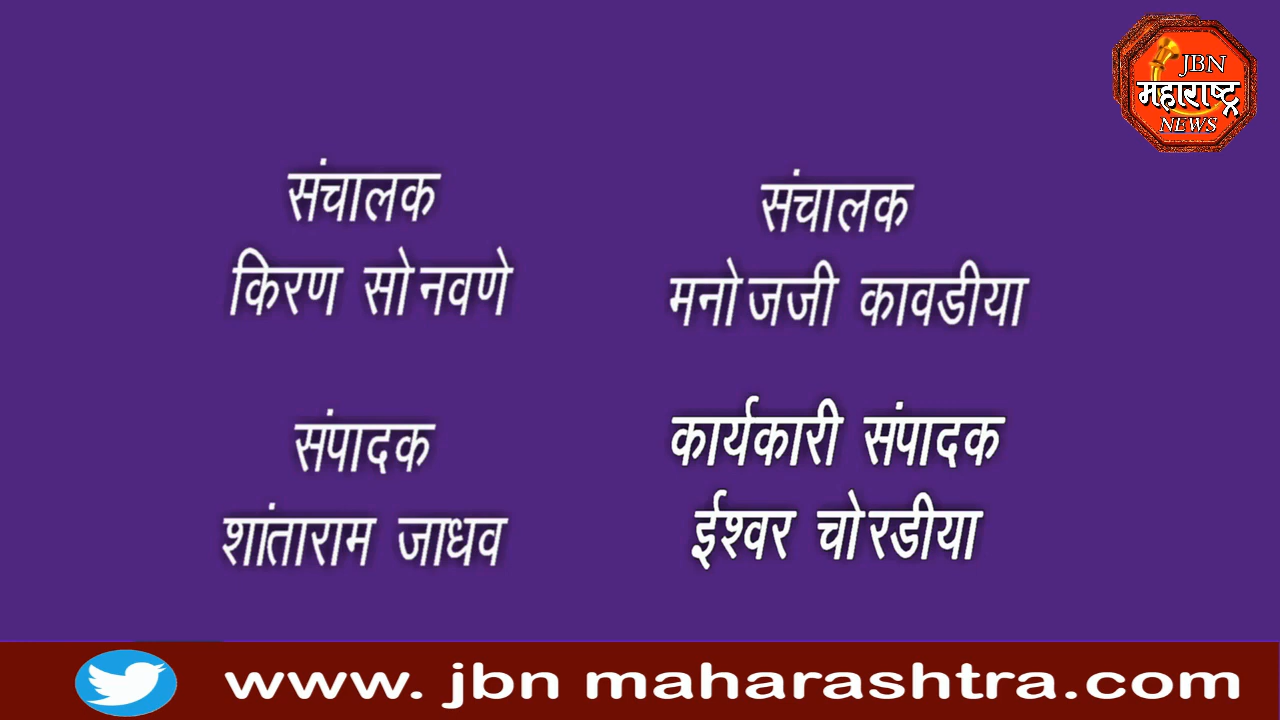 JBN
महाराष्ट्र
NEWS
संचालक
किरण सोनवणे
संचालक
मनोजजी कावडीया
संपादक
शांताराम जाधव
कार्यकारी संपादक
ईश्वर चोरडीया
www. jbn maharashtra.com